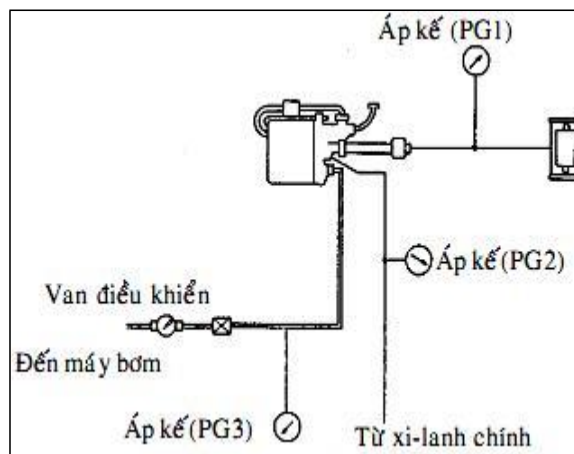 Áp kế (PG1)
Áp kế (PG2)
Van điều khiển
Đến máy bơm
Áp kế (PG3)
Từ xi-lanh chính